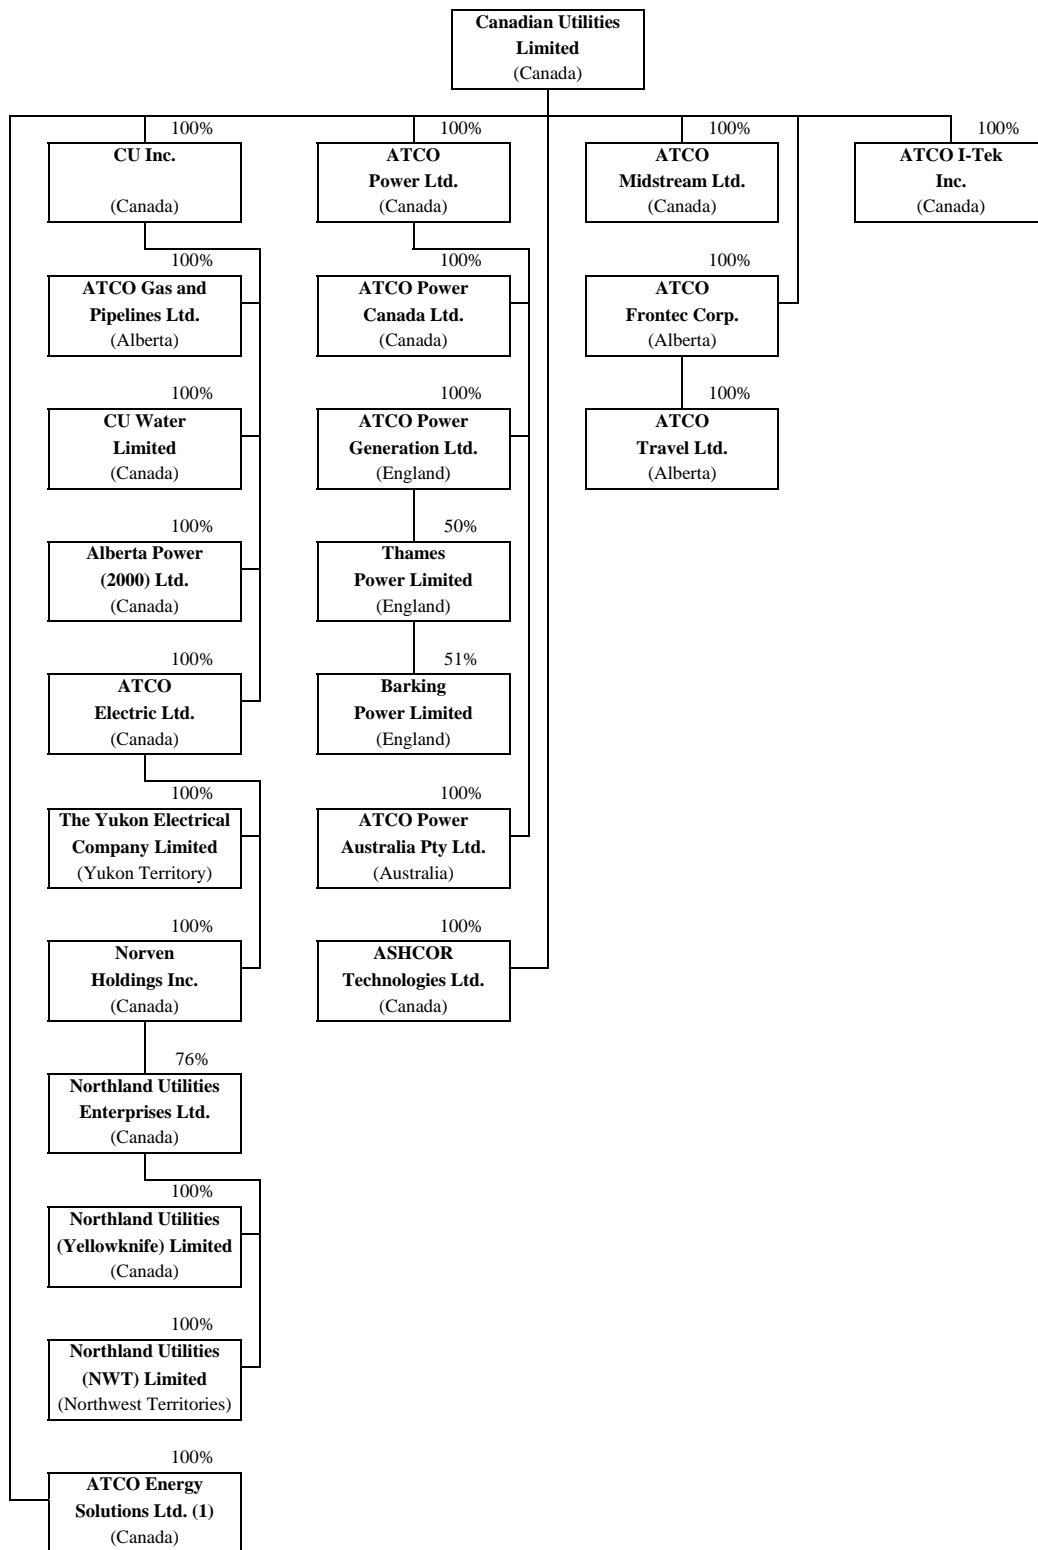 Canadian Utilities
Limited
(Canada)
100%
CU Inc.
(Canada)
100%
ATCO
Power Ltd.
(Canada)
100%
ATCO
Midstream Ltd.
(Canada)
100%
ATCO I-Tek
Inc.
(Canada)
100%
ATCO Gas and
Pipelines Ltd.
(Alberta)
100%
ATCO Power
Canada Ltd.
(Canada)
100%
ATCO
Frontec Corp.
(Alberta)
100%
CU Water
Limited
(Canada)
100%
ATCO Power
Generation Ltd.
(England)
100%
ATCO
Travel Ltd.
(Alberta)
100%
Alberta Power
(2000) Ltd.
(Canada)
50%
Thames
Power Limited
(England)
100%
ATCO
Electric Ltd.
(Canada)
51%
Barking
Power Limited
(England)
100%
The Yukon Electrical
Company Limited
(Yukon Territory)
100%
ATCO Power
Australia Pty Ltd.
(Australia)
100%
Norven
Holdings Inc.
(Canada)
100%
ASHCOR
Technologies Ltd.
(Canada)
76%
Northland Utilities
Enterprises Ltd.
(Canada)
100%
Northland Utilities
(Yellowknife) Limited
(Canada)
100%
Northland Utilities
(NWT) Limited
(Northwest Territories)
100%
ATCO Energy
Solutions Ltd. (1)
(Canada)